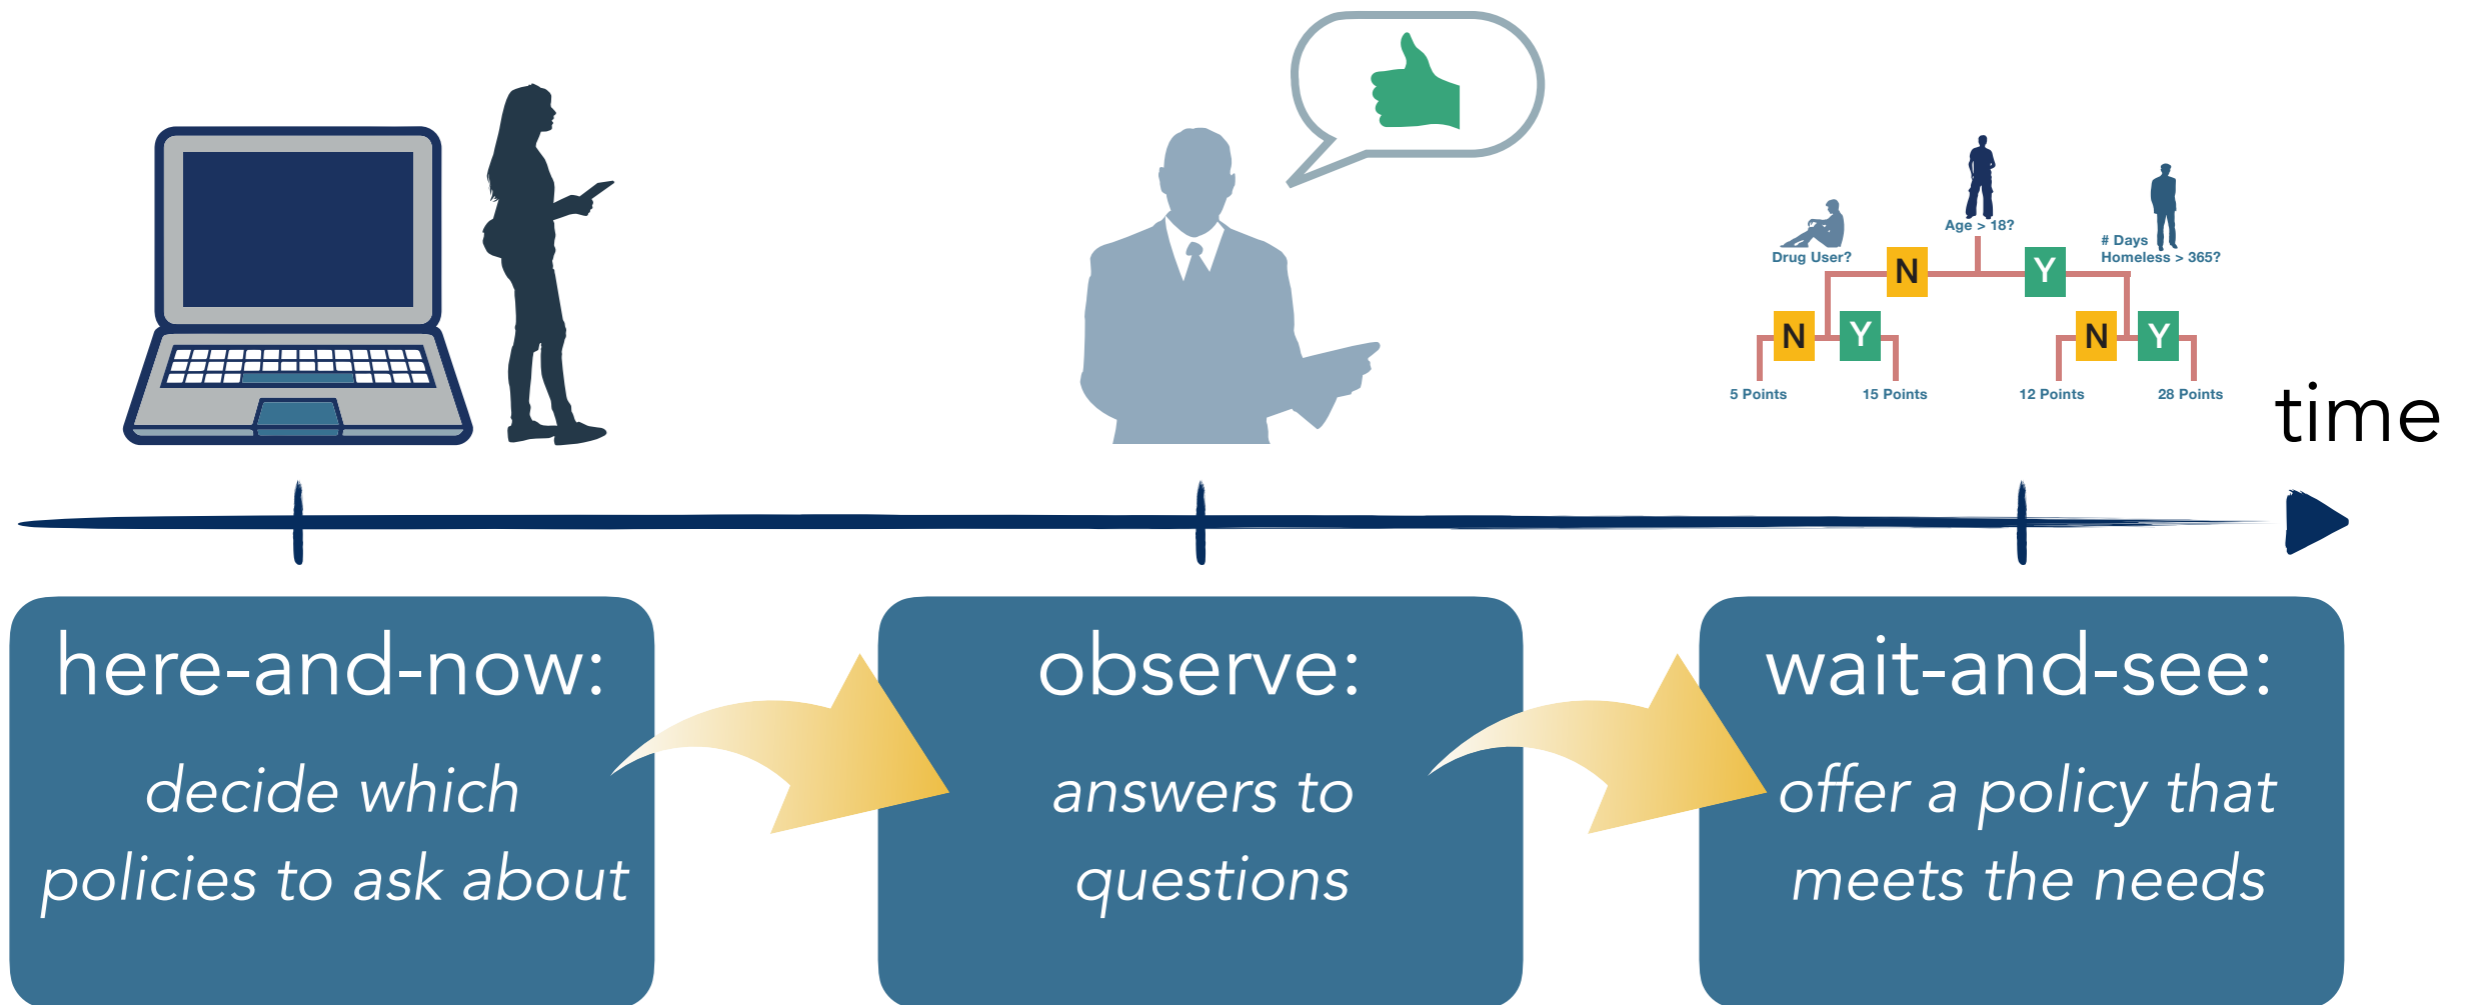 Age > 18?
Drug User?
# Days
Homeless > 365?
N
Y
N
Y
N
Y
5 Points
15 Points
12 Points
28 Points
time
here-and-now:
decide which
policies to ask about
observe:
answers to
questions
wait-and-see:
offer a policy that
meets the needs